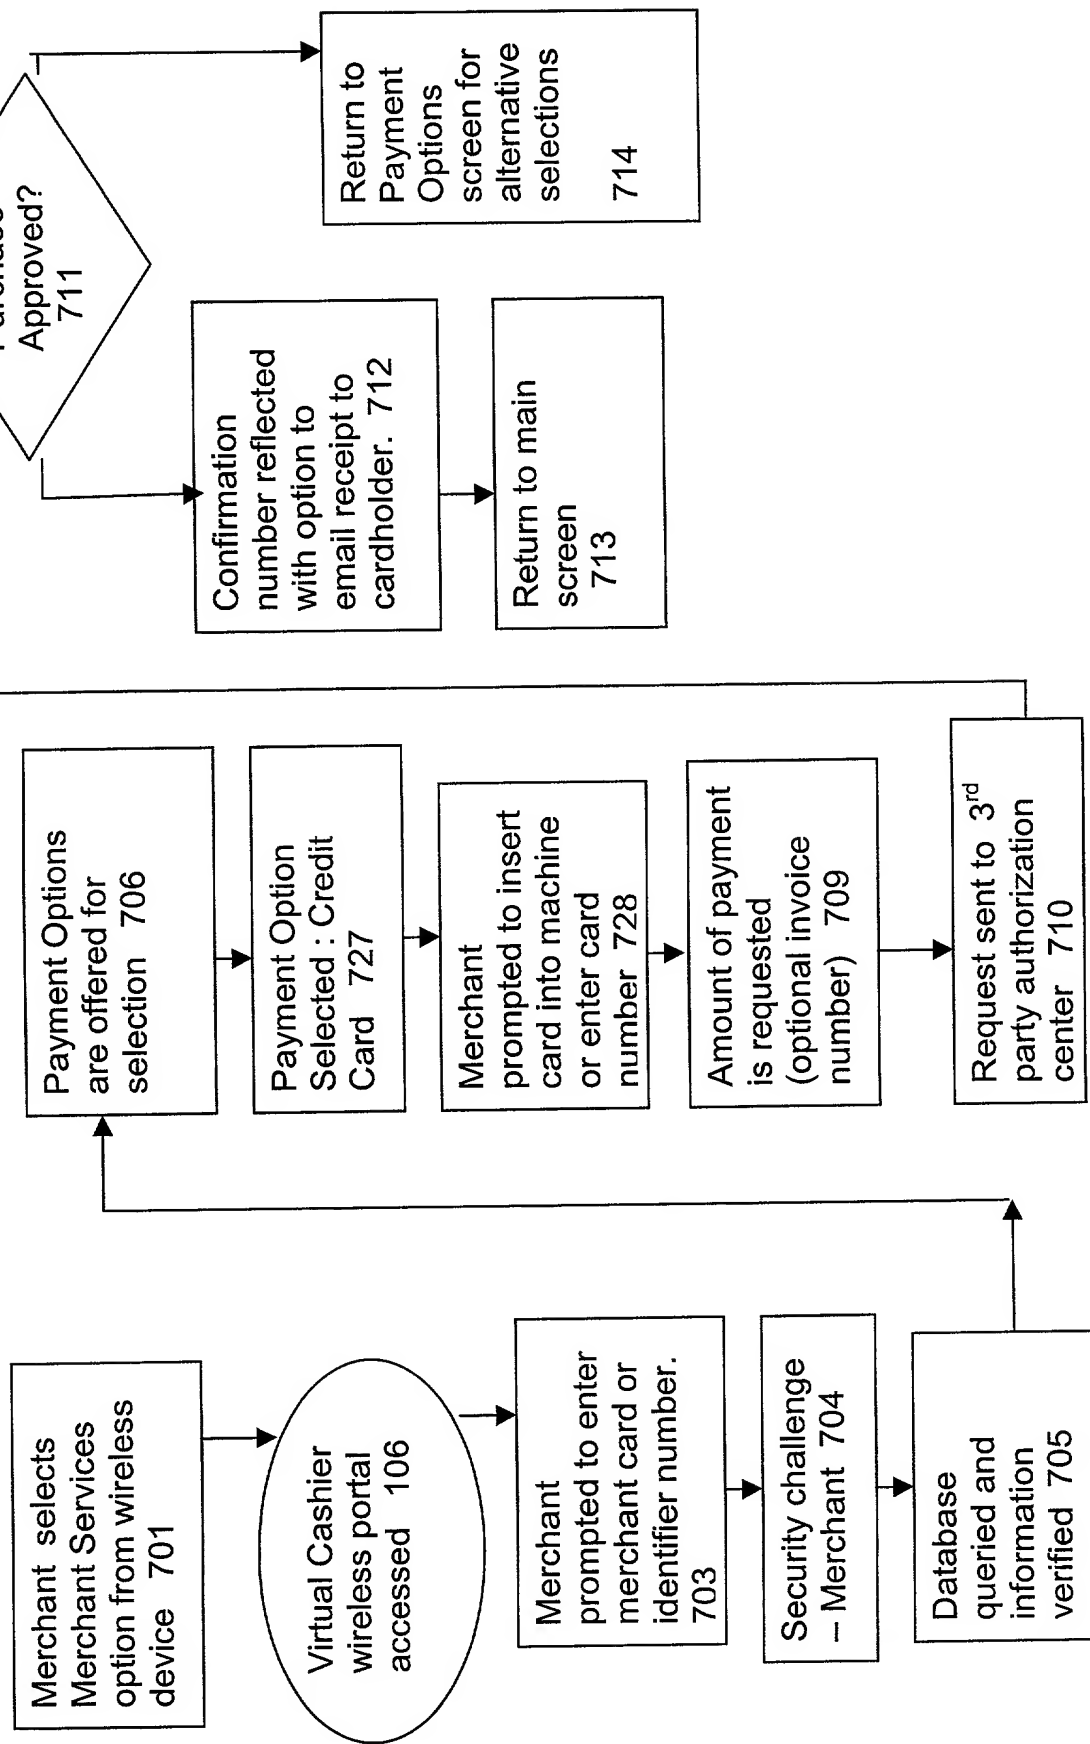 Merchant selects
Merchant Services
option from wireless
device 701
Virtual Cashier
wireless portal
accessed 106
Merchant
prompted to enter
merchant card or
identifier number.
703
Security challenge
– Merchant 704
Database
queried and
information
verified 705
Payment Options
are offered for
selection 706
Payment Option
Selected : Credit
Card 727
Merchant
prompted to insert
card into machine
or enter card
number 728
Amount of payment
is requested
(optional invoice
number) 709
Request sent to 3rd
party authorization
center 710
Approved?
711
Confirmation
number reflected
with option to
email receipt to
cardholder. 712
Return to main
screen
713
Return to
Payment
Options
screen for
alternative
selections
714